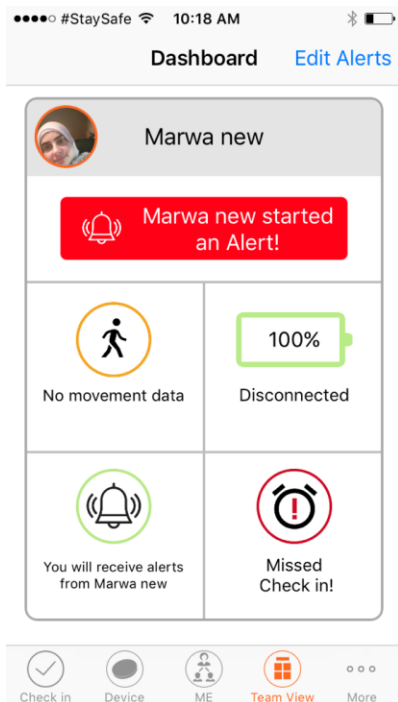 #StaySafe 10:18 AM
Dashboard Edit Alerts
Marwa new
Marwa new started
an Alert!
No movement data
100%
Disconnected
You will receive alerts
from Marwa new
!
Missed
Check in!
Check in Device ME Team View More